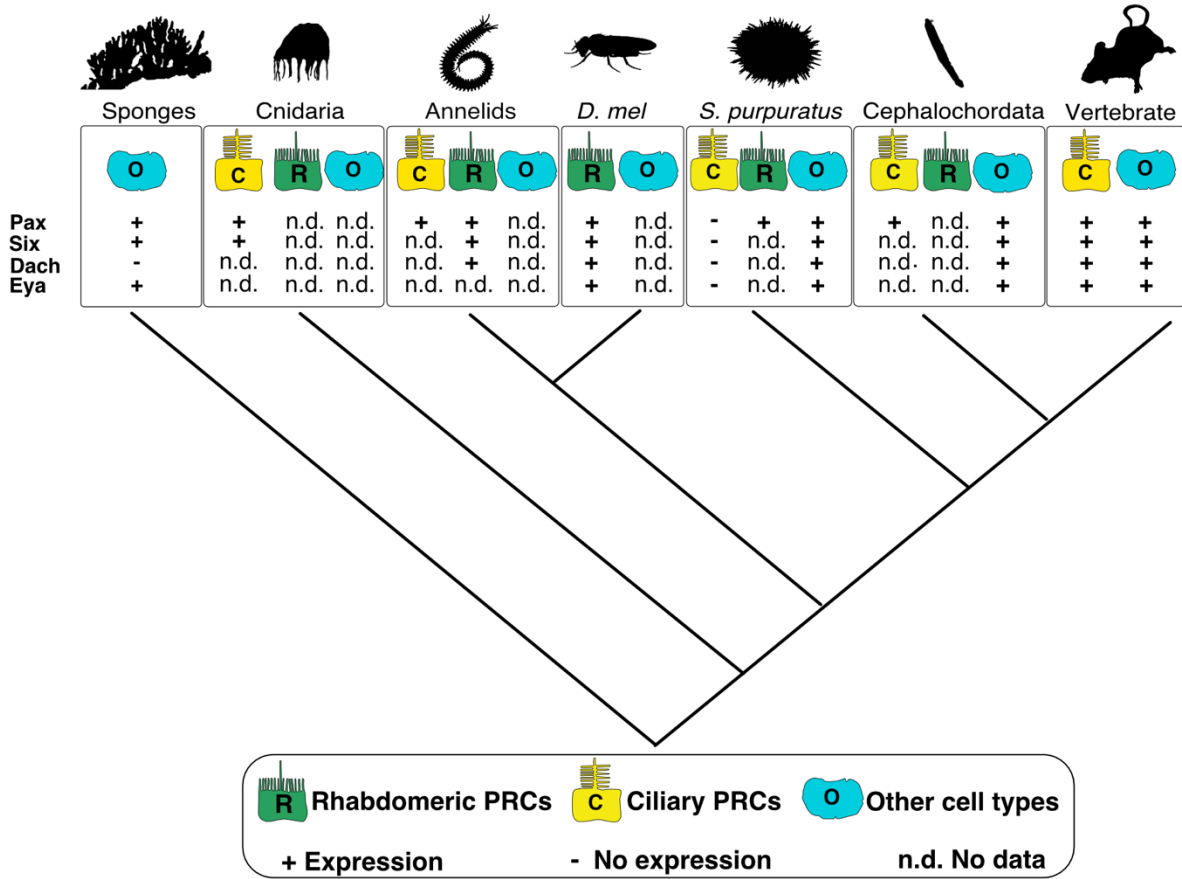 Sponges Cnidaria Annelids D. mel S. purpuratus Cephalochordata Vertebrate
O C R O C R O R O C R O C R O C O
Pax + + n.d. n.d. + + n.d. + n.d. - + + + n.d. + + +
Six + + n.d. n.d. n.d. + n.d. + n.d. - n.d. + n.d. n.d. + + +
Dach - n.d. n.d. n.d. n.d. + n.d. + n.d. - n.d. + n.d. n.d. + + +
Eya + n.d. n.d. n.d. n.d. n.d. n.d. + n.d. - n.d. + n.d. n.d. + + +
R Rhabdomeric PRCs C Ciliary PRCs O Other cell types
+ Expression - No expression n.d. No data